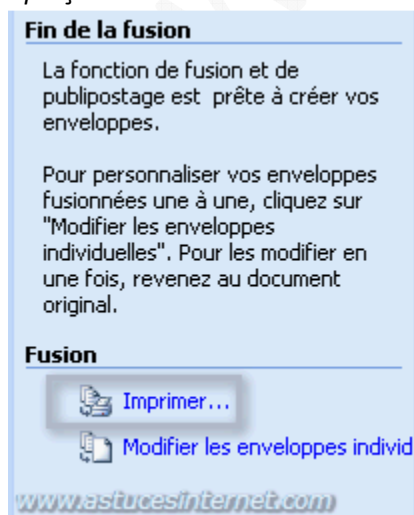 Fin de la fusion
La fonction de fusion et de
publipostage est prête à créer vos
enveloppes.
Pour personnaliser vos enveloppes
fusionnées une à une, cliquez sur
"Modifier les enveloppes
individuelles". Pour les modifier en
une fois, revenez au document
original.
Fusion
Imprimer...
Modifier les enveloppes individ
www.astucesinternet.com